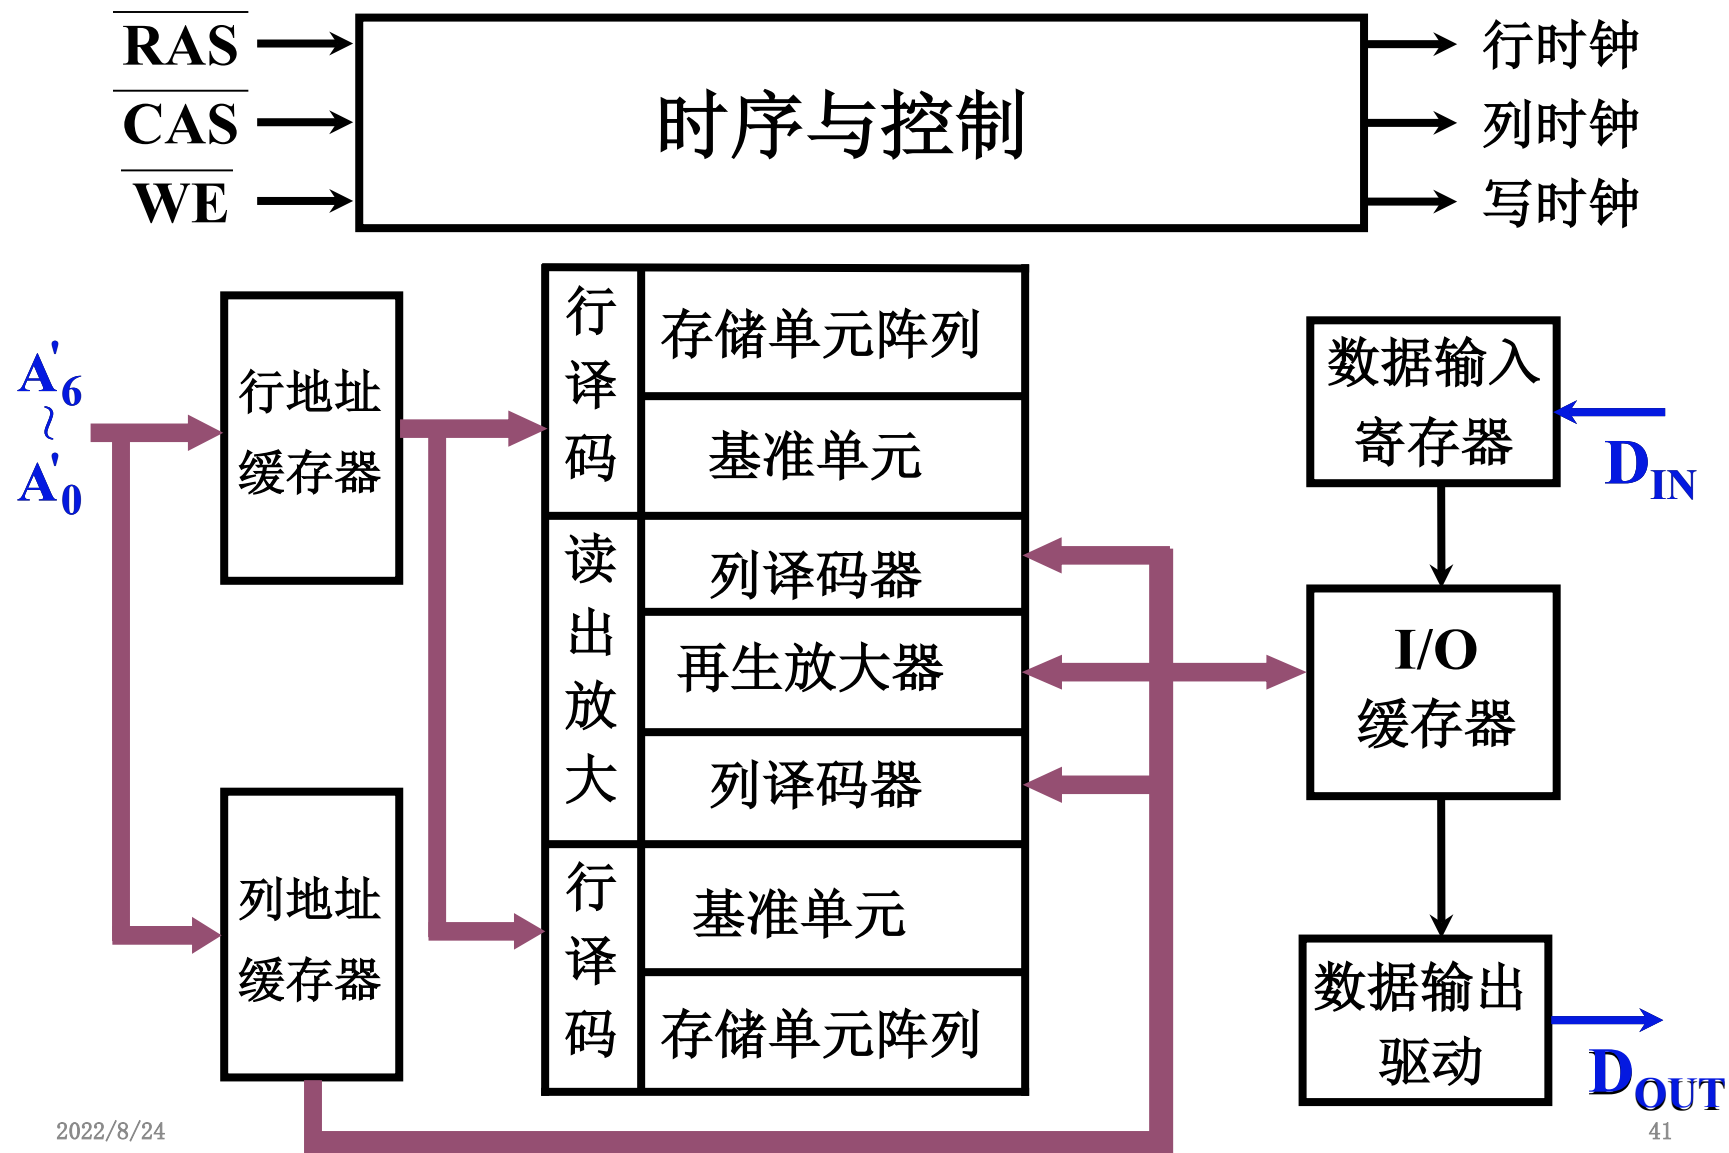 RAS
CAS
WE
时序与控制
行时钟
列时钟
写时钟
A'6
~
A'0
行地址
缓存器
列地址
缓存器
行
译
码
读
出
放
大
行
译
码
存储单元阵列
基准单元
列译码器
再生放大器
列译码器
基准单元
存储单元阵列
数据输入
寄存器
DIN
I/O
缓存器
数据输出
驱动
DOUT
2022/8/24
41